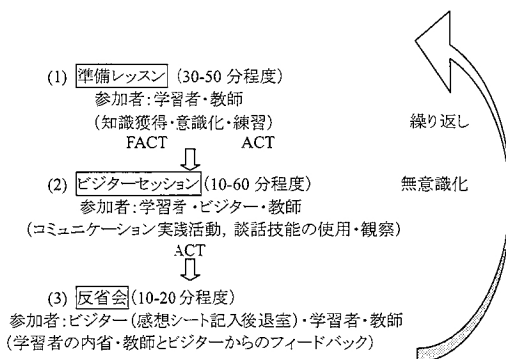 (1) 準備レッスン (30-50 分程度)
参加者:学習者・教師
(知識獲得・意識化・練習)
FACT ACT
繰り返し
(2) ビジターセッション (10-60 分程度)
無意識化
参加者:学習者・ビジター・教師
(コミュニケーション実践活動, 談話技能の使用・観察)
ACT
(3) 反省会 (10-20 分程度)
参加者:ビジター(感想シート記入後退室)・学習者・教師
(学習者の内省・教師とビジターからのフィードバック)